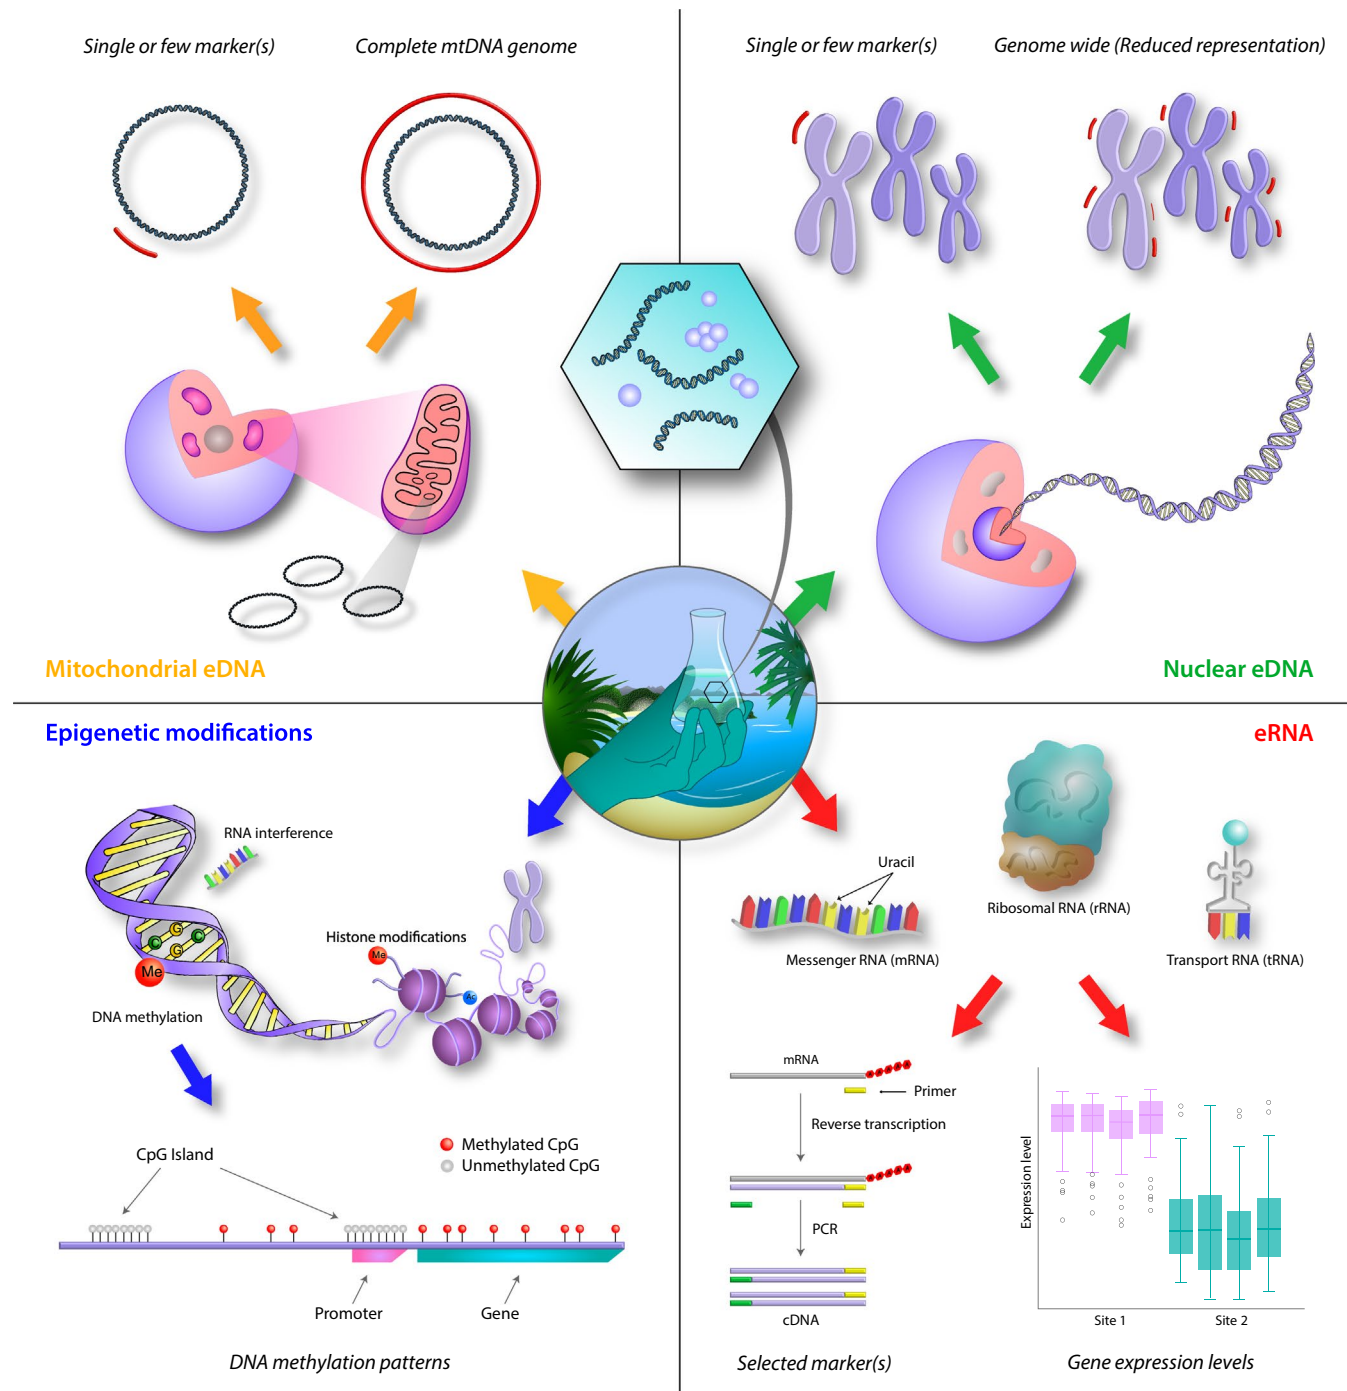 Single or few marker(s)
Complete mtDNA genome
Single or few marker(s)
Genome wide (Reduced representation)
Mitochondrial eDNA
Nuclear eDNA
Epigenetic modifications
RNA interference
C
G
C
G
Me
DNA methylation
Histone modifications
Me
Ac
CpG Island
Methylated CpG
Unmethylated CpG
Promoter
Gene
DNA methylation patterns
eRNA
Uracil
Messenger RNA (mRNA)
Ribosomal RNA (rRNA)
Transport RNA (tRNA)
mRNA
Primer
Reverse transcription
PCR
cDNA
Selected marker(s)
Expression level
Site 1
Site 2
Gene expression levels